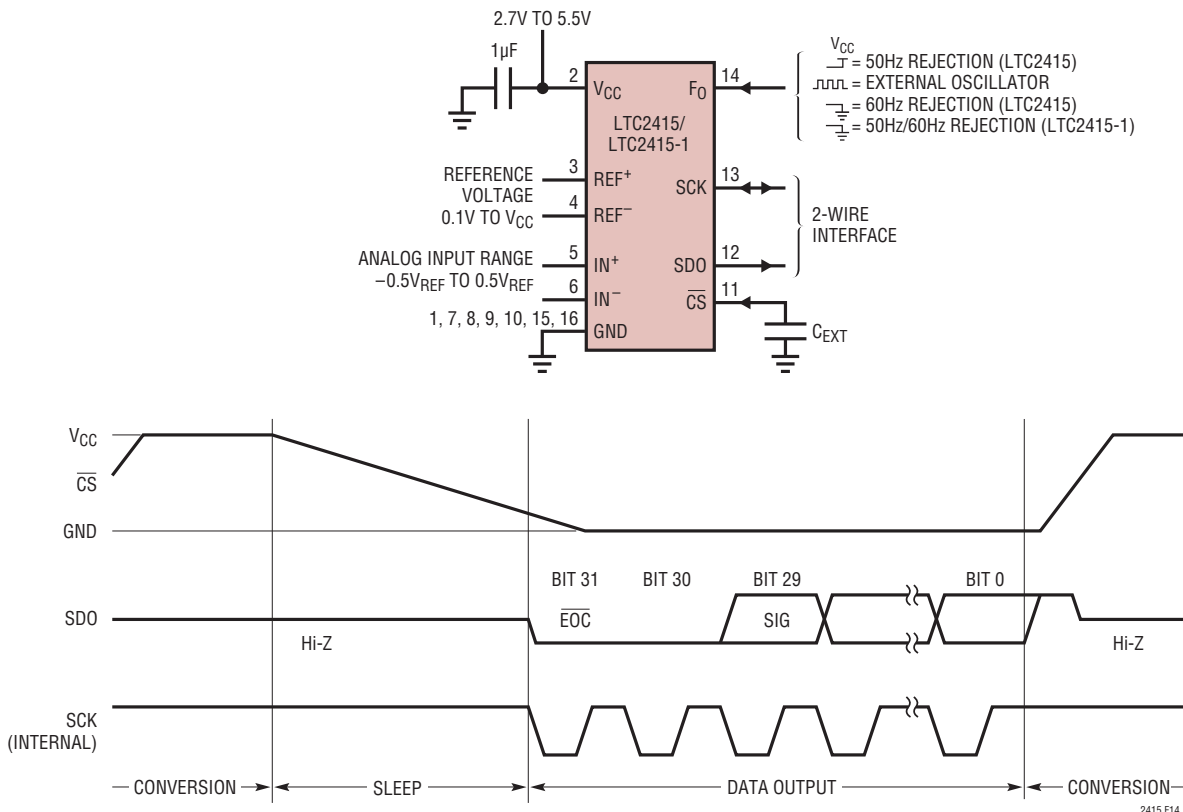 2.7V TO 5.5V
1µF
2
VCC
FO
14
LTC2415/
LTC2415-1
VCC
= 50Hz REJECTION (LTC2415)
= EXTERNAL OSCILLATOR
= 60Hz REJECTION (LTC2415)
= 50Hz/60Hz REJECTION (LTC2415-1)
REFERENCE
VOLTAGE
0.1V TO VCC
3
REF+
4
REF−
SCK
13
2-WIRE
INTERFACE
ANALOG INPUT RANGE
−0.5VREF TO 0.5VREF
5
IN+
6
IN−
SDO
12
CS
11
CEXT
1, 7, 8, 9, 10, 15, 16
GND
VCC
CS
GND
BIT 31
BIT 30
BIT 29
BIT 0
SDO
EOC
SIG
Hi-Z
Hi-Z
SCK
(INTERNAL)
CONVERSION
SLEEP
DATA OUTPUT
CONVERSION
2415 F14